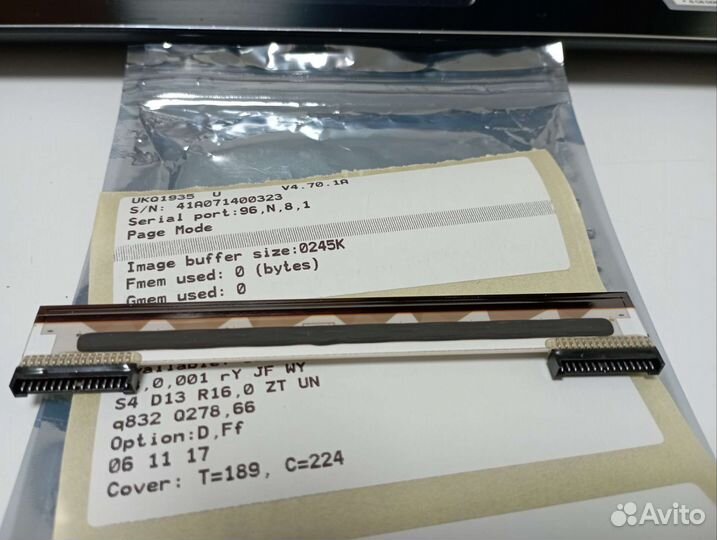 UKQ1935 U V4.70.1A
S/N: 41A071400323
Serial port:96,N,8,1
Page Mode
Image buffer size:0245K
Fmem used: 0 (bytes)
Gmem used: 0
,0,001 rY JF WY
S4 D13 R16,0 ZT UN
q832 Q278,66
Option:D,Ff
06 11 17
Cover: T=189, C=224
Avito